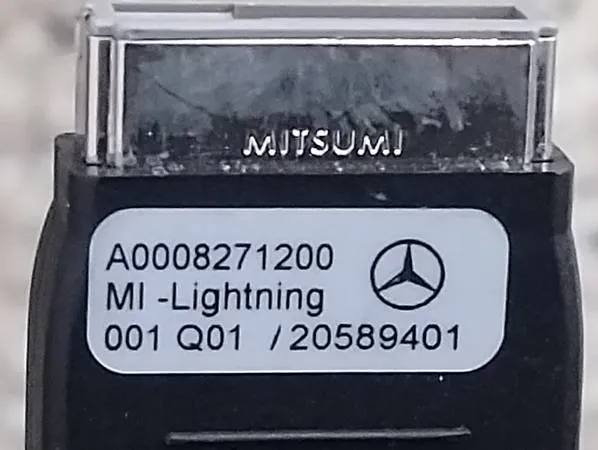 MITSUMI
A0008271200
MI -Lightning
001 Q01 /20589401